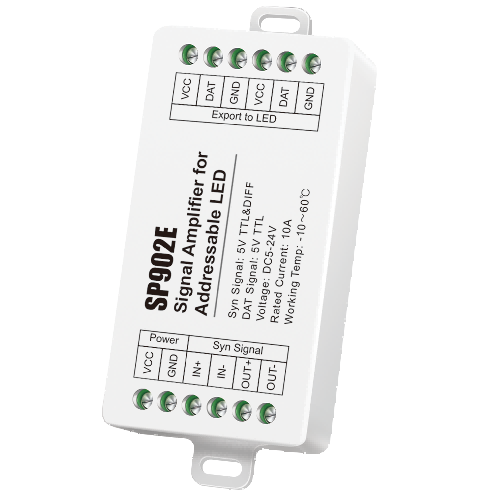 VCC DAT GND VCC DAT GND
Export to LED
SP902E
Signal Amplifier for
Addressable LED
Syn Signal: 5V TTL&DIFF
DAT Signal: 5V TTL
Voltage: DC5-24V
Rated Current: 10A
Working Temp: -10~60℃
Power Syn Signal
VCC GND IN+ IN- OUT+ OUT-